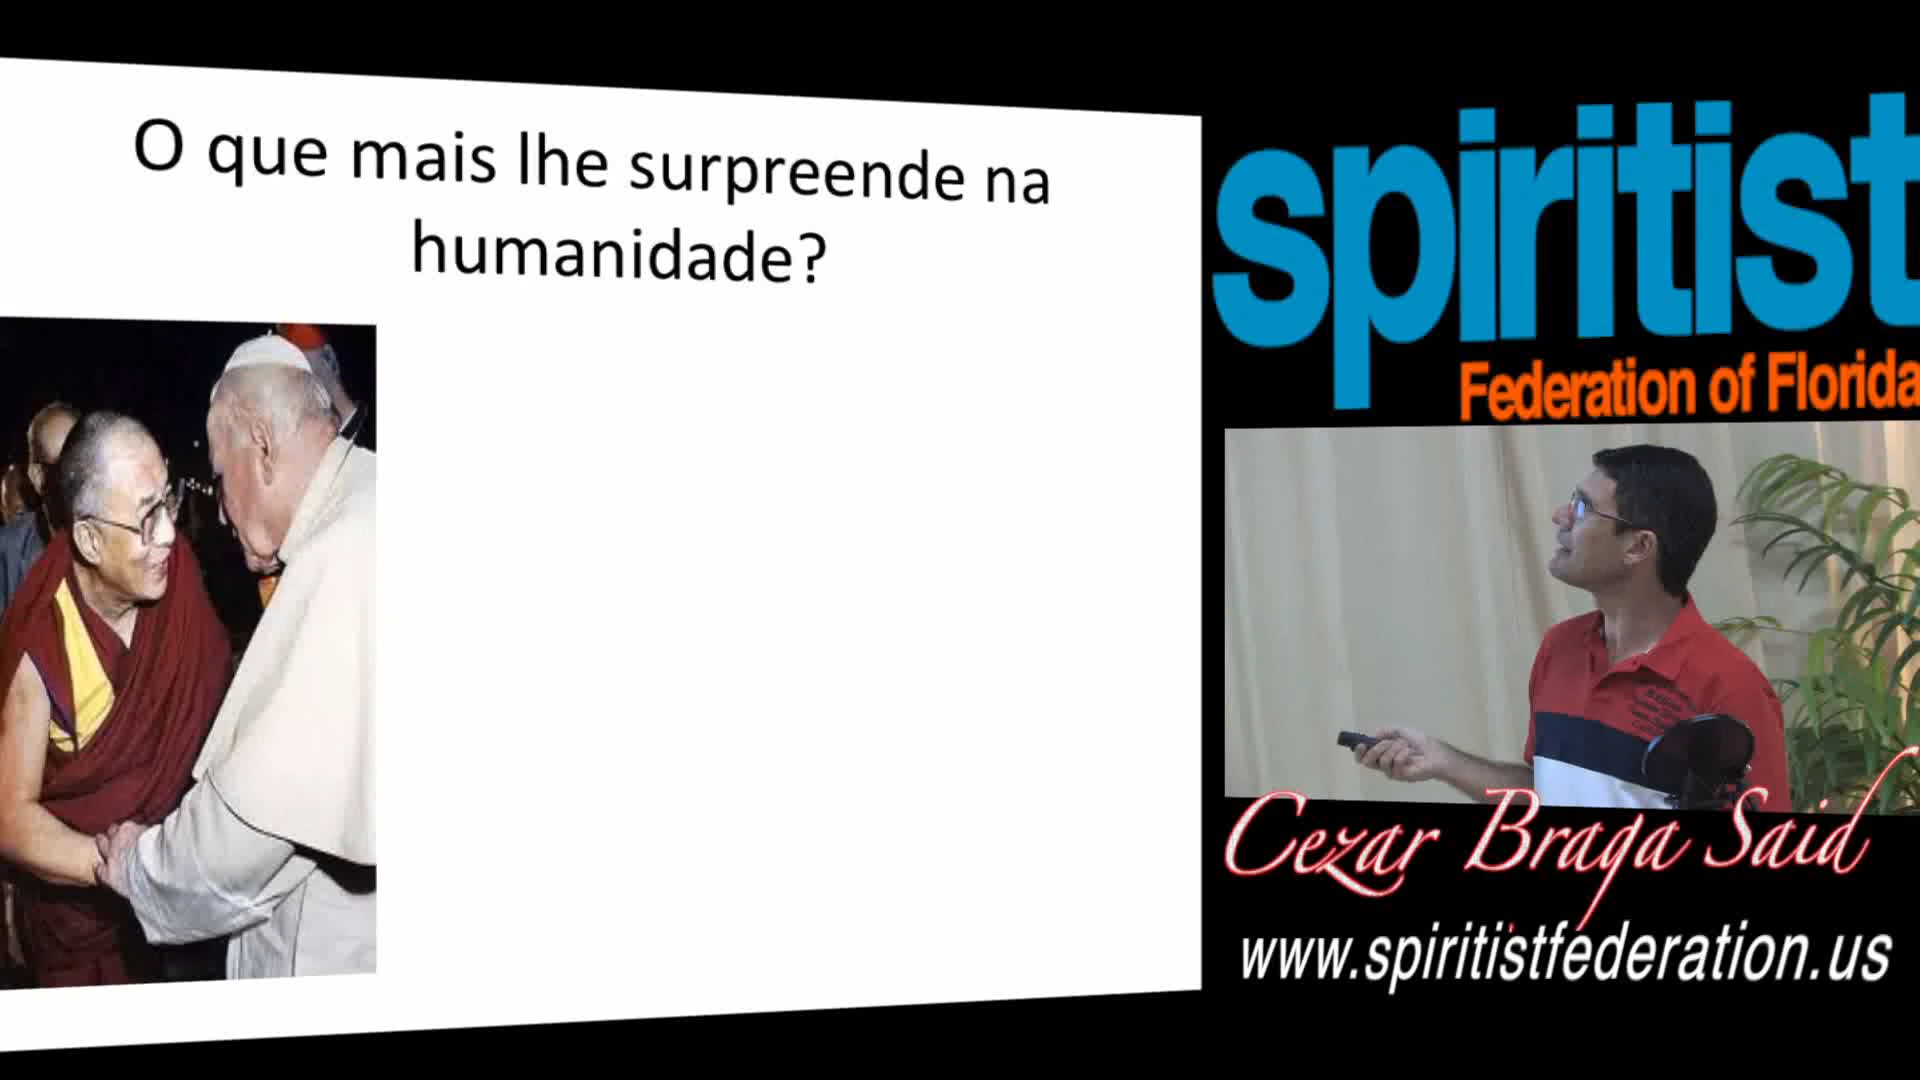 O que mais lhe surpreende na
humanidade?
spiritist
Federation of Florida
Cezar Braga Said
www.spiritistfederation.us